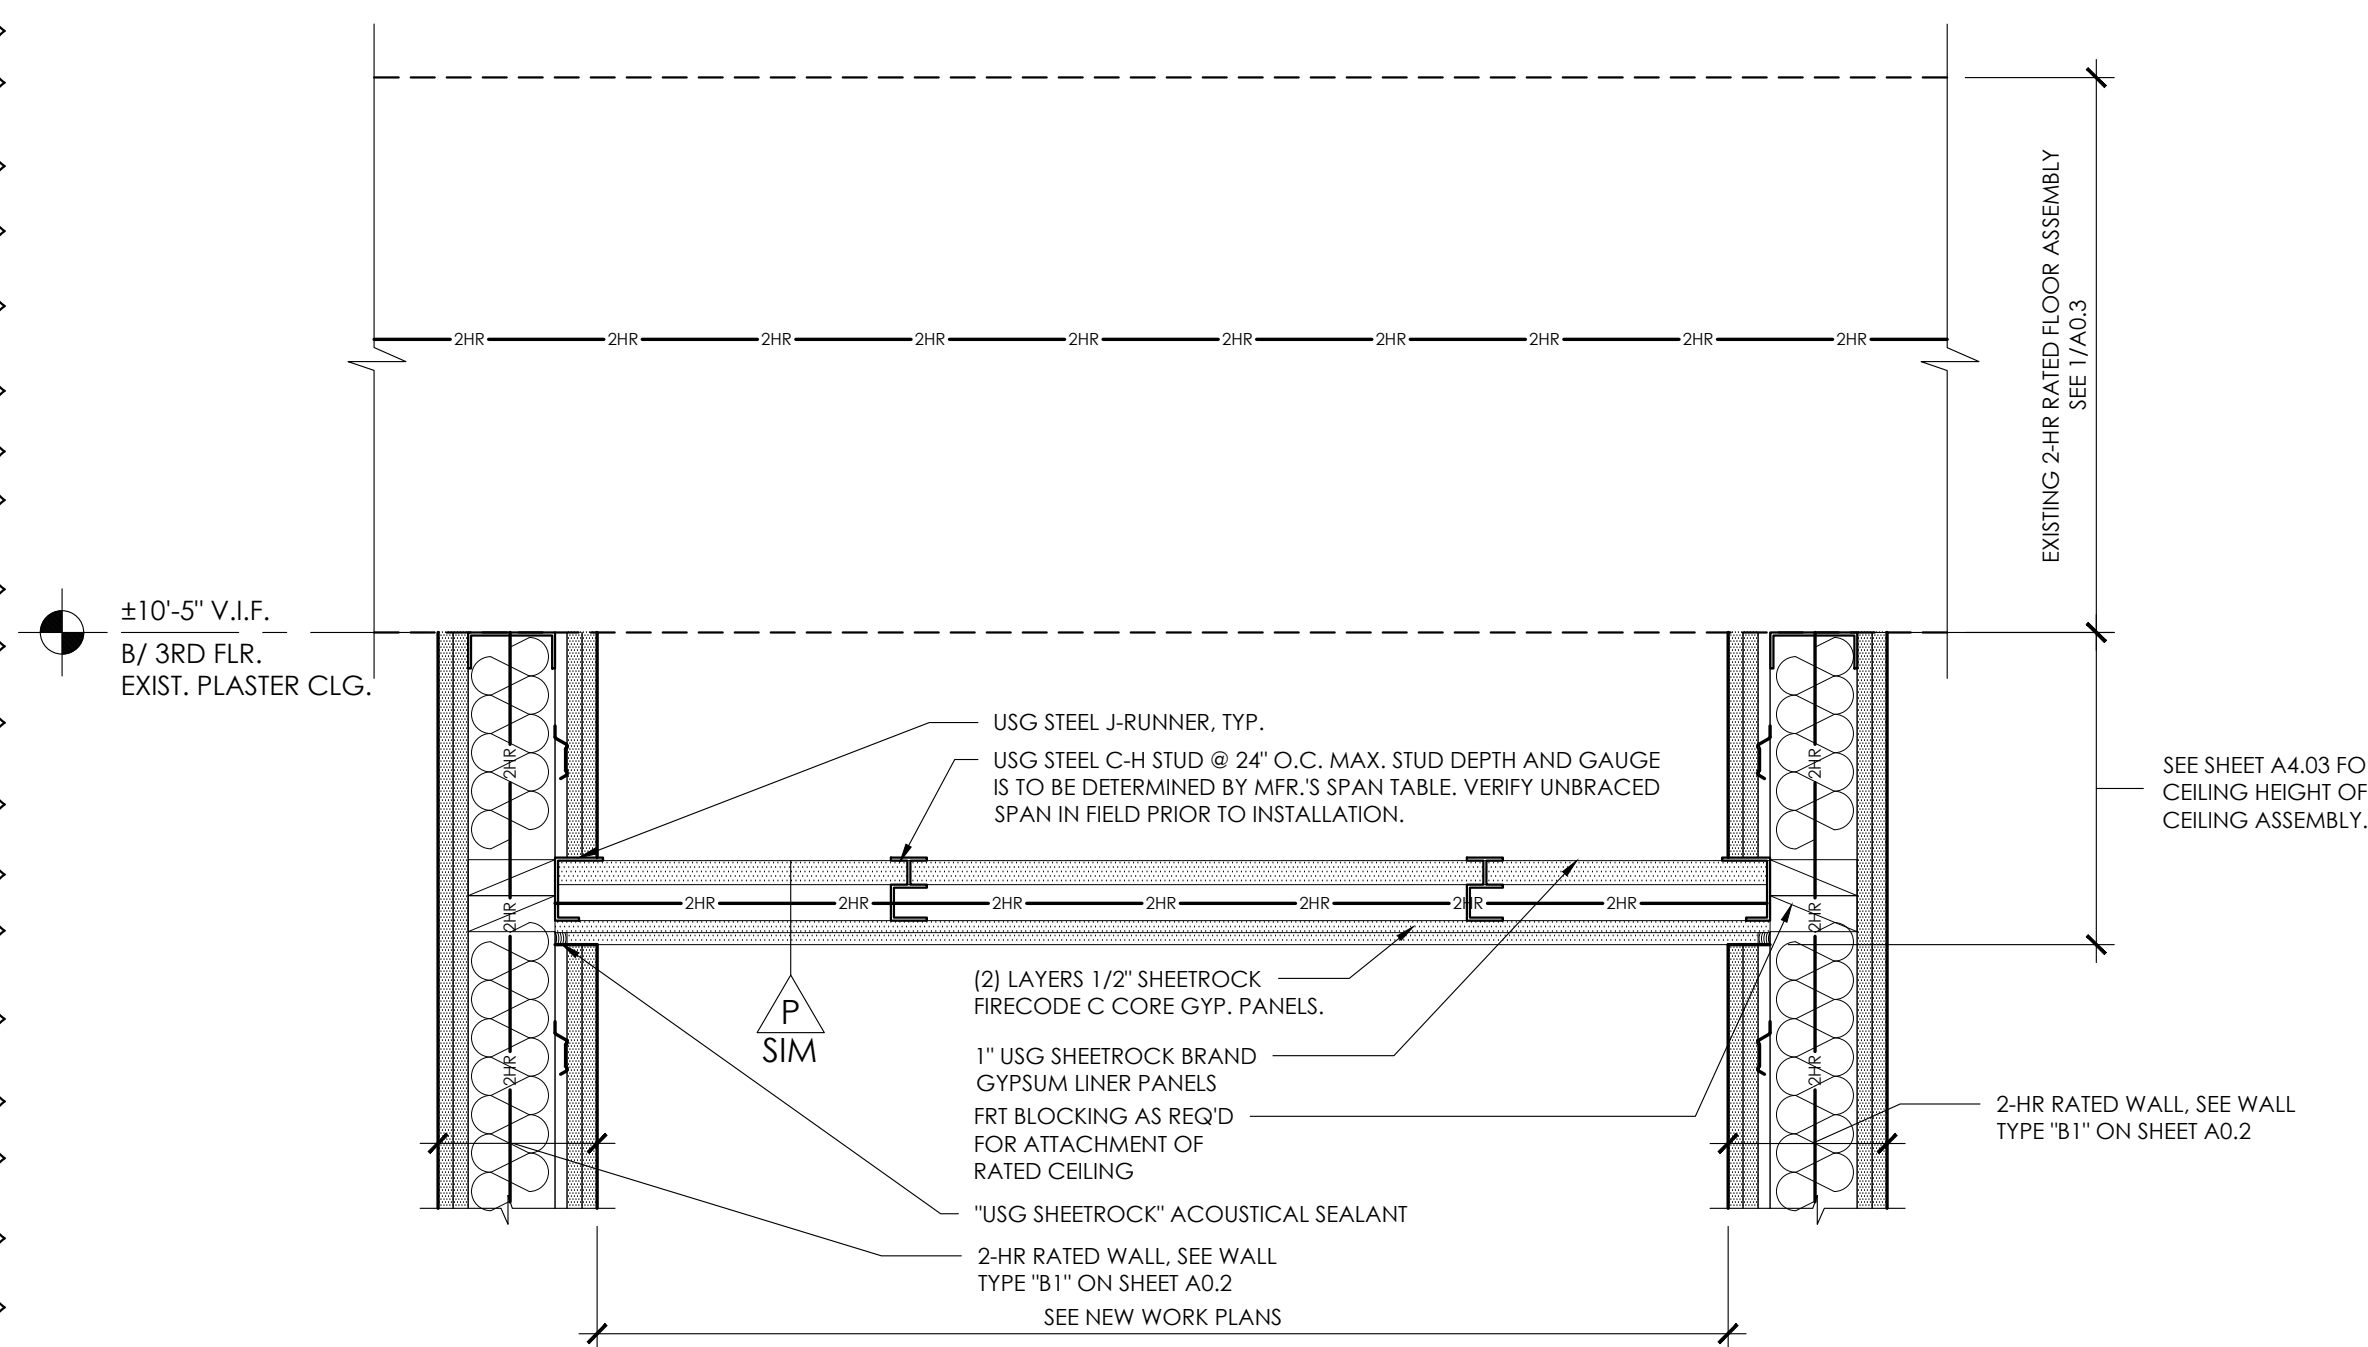 2HR 2HR 2HR 2HR 2HR 2HR 2HR 2HR 2HR 2HR
EXISTING 2-HR RATED FLOOR ASSEMBLY
SEE 1/A0.3
±10'-5" V.I.F.
B/ 3RD FLR.
EXIST. PLASTER CLG.
USG STEEL J-RUNNER, TYP.
USG STEEL C-H STUD @ 24" O.C. MAX. STUD DEPTH AND GAUGE
IS TO BE DETERMINED BY MFR.'S SPAN TABLE. VERIFY UNBRACED
SPAN IN FIELD PRIOR TO INSTALLATION.
2HR
2HR
2HR
2HR
2HR
2HR
SEE SHEET A4.03 FO
CEILING HEIGHT OF
CEILING ASSEMBLY.
2HR 2HR 2HR 2HR 2HR 2HR 2HR
(2) LAYERS 1/2" SHEETROCK
FIRECODE C CORE GYP. PANELS.
P
SIM
1" USG SHEETROCK BRAND
GYPSUM LINER PANELS
FRT BLOCKING AS REQ'D
FOR ATTACHMENT OF
RATED CEILING
2-HR RATED WALL, SEE WALL
TYPE "B1" ON SHEET A0.2
"USG SHEETROCK" ACOUSTICAL SEALANT
2-HR RATED WALL, SEE WALL
TYPE "B1" ON SHEET A0.2
SEE NEW WORK PLANS